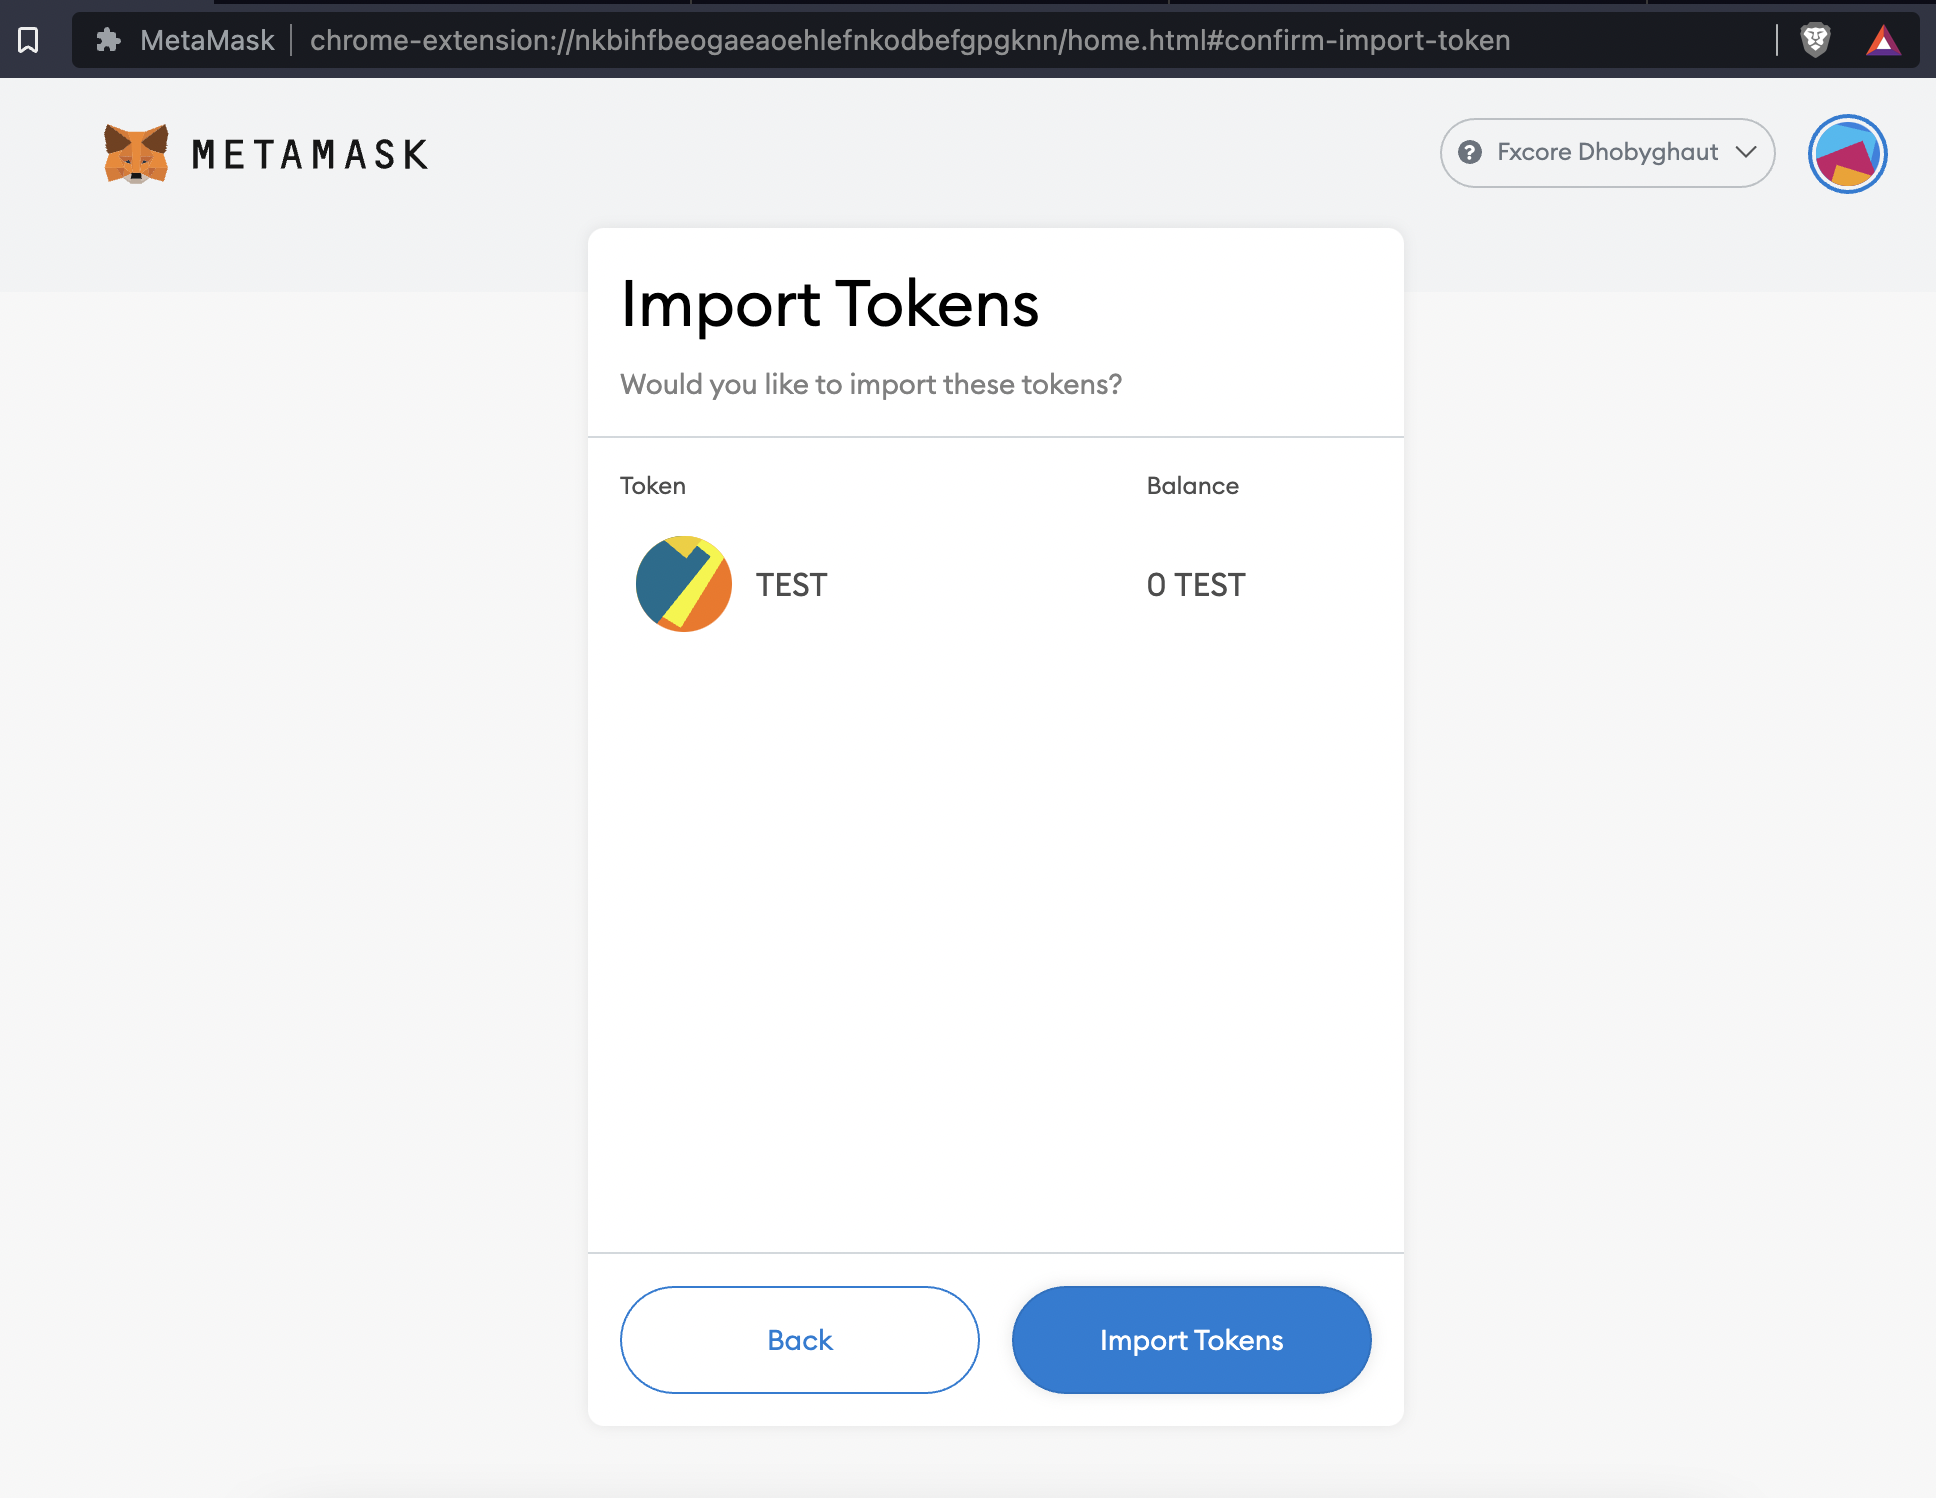 MetaMask chrome-extension://nkbihfbeogaeaoehlefnkodbefgpgknn/home.html#confirm-import-token
METAMASK
? Fxcore Dhobyghaut
Import Tokens
Would you like to import these tokens?
Token Balance
TEST 0 TEST
Back Import Tokens